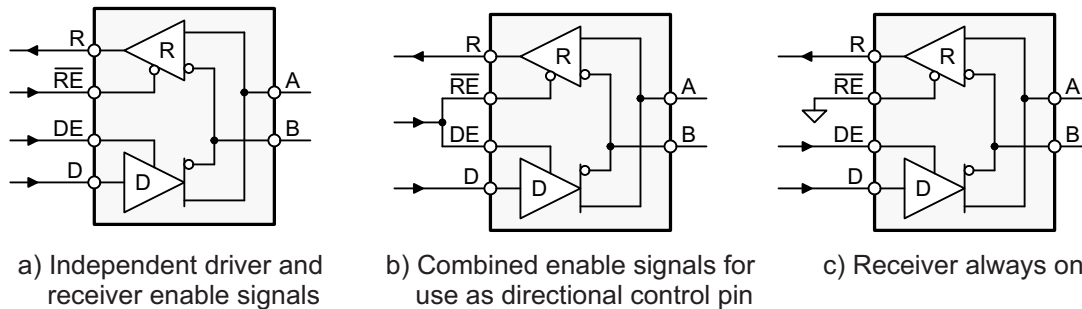 R
R
RE
A
DE
B
D
D
a) Independent driver and
receiver enable signals
R
R
RE
A
DE
B
D
D
b) Combined enable signals for
use as directional control pin
R
R
RE
A
DE
B
D
D
c) Receiver always on